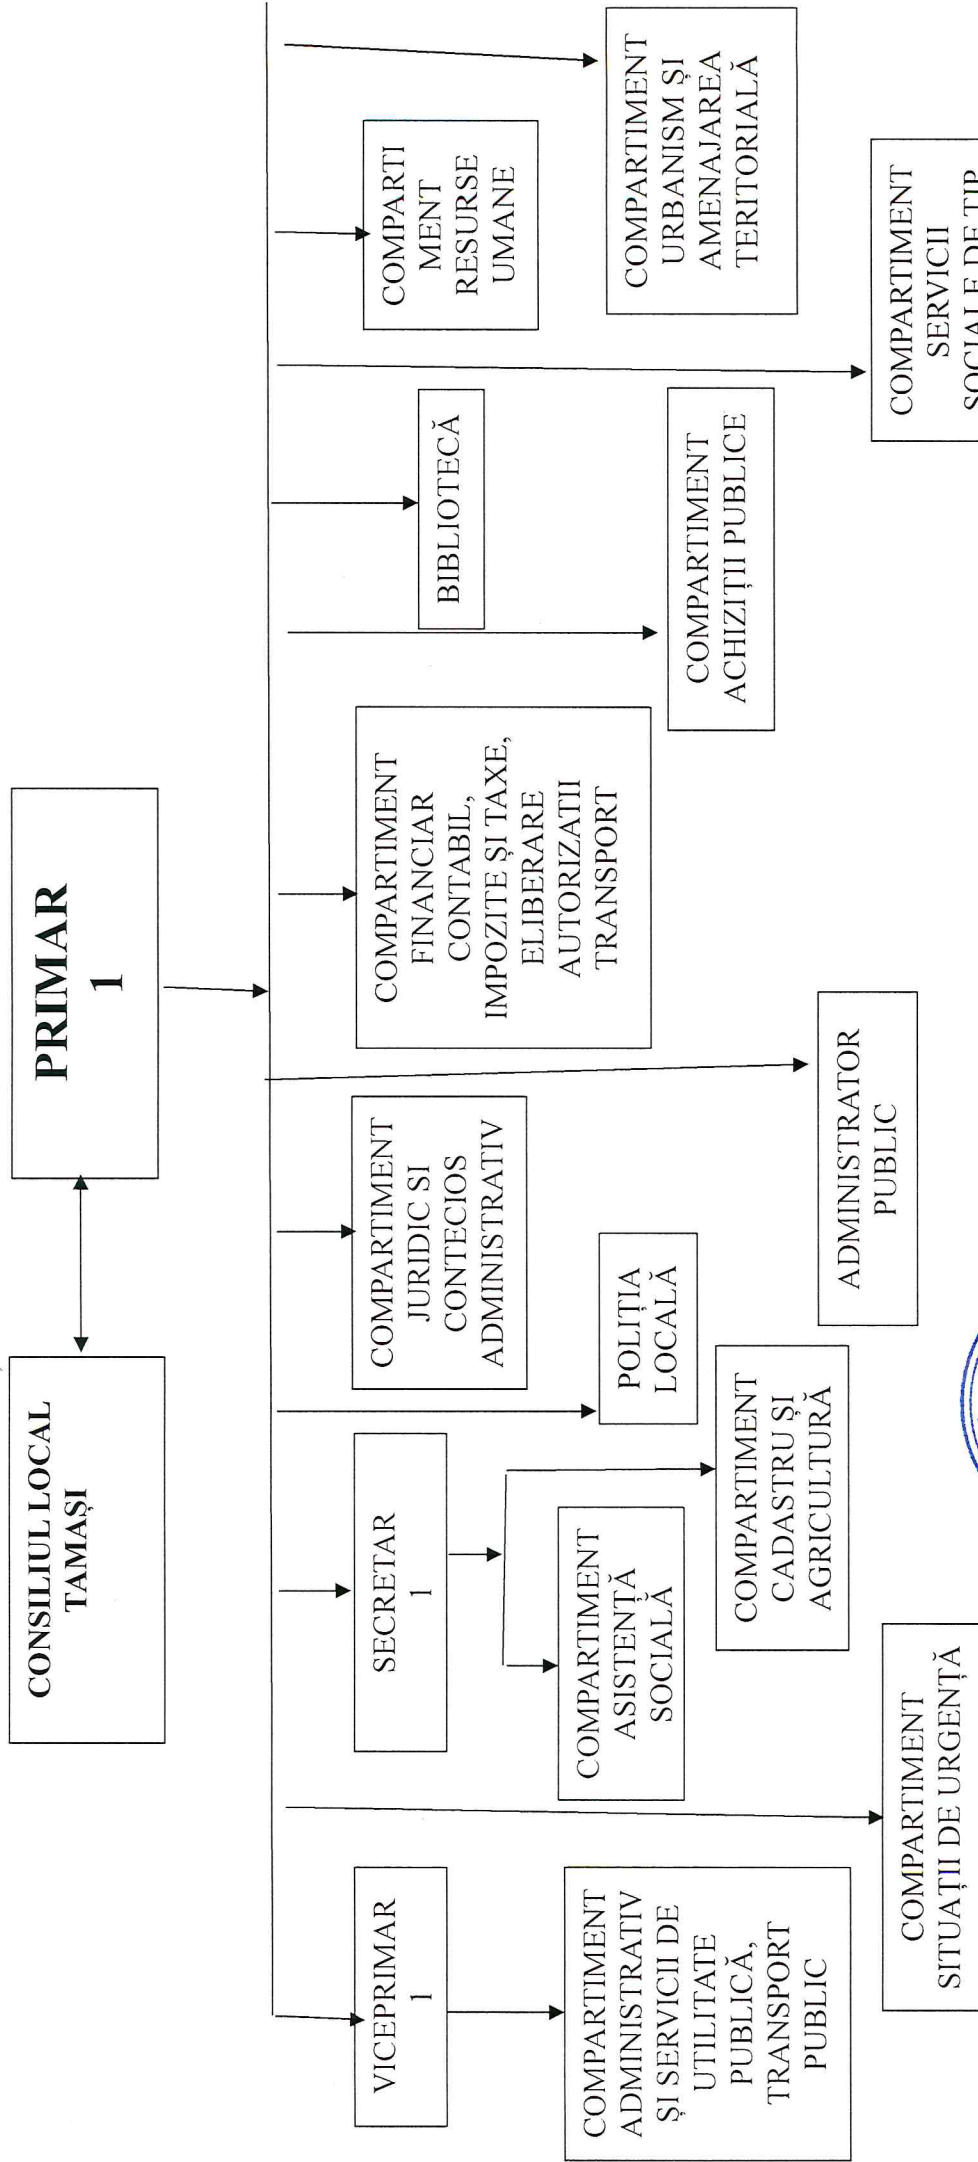 CONSILIUL LOCAL
TAMAȘI
PRIMAR
1
VICEPRIMAR
1
COMPARTIMENT
ADMINISTRATIV
ȘI SERVICII DE
UTILITATE
PUBLICĂ,
TRANSPORT
PUBLIC
COMPARTIMENT
SITUAȚII DE URGENȚĂ
SECRETAR
1
COMPARTIMENT
ASISTENȚĂ
SOCIALĂ
COMPARTIMENT
CADASTRU ȘI
AGRICULTURĂ
POLIȚIA
LOCALĂ
COMPARTIMENT
JURIDIC SI
CONTECIOS
ADMINISTRATIV
ADMINISTRATOR
PUBLIC
COMPARTIMENT
FINANCIAR
CONTABIL,
IMPOZITE ȘI TAXE,
ELIBERARE
AUTORIZATII
TRANSPORT
COMPARTIMENT
ACHIZIȚII PUBLICE
BIBLIOTECĂ
COMPARTIMENT
SERVICII
SOCIALE DE TIP
COMPARTI
MENT
RESURSE
UMANE
COMPARTIMENT
URBANISM ȘI
AMENAJAREA
TERITORIALĂ